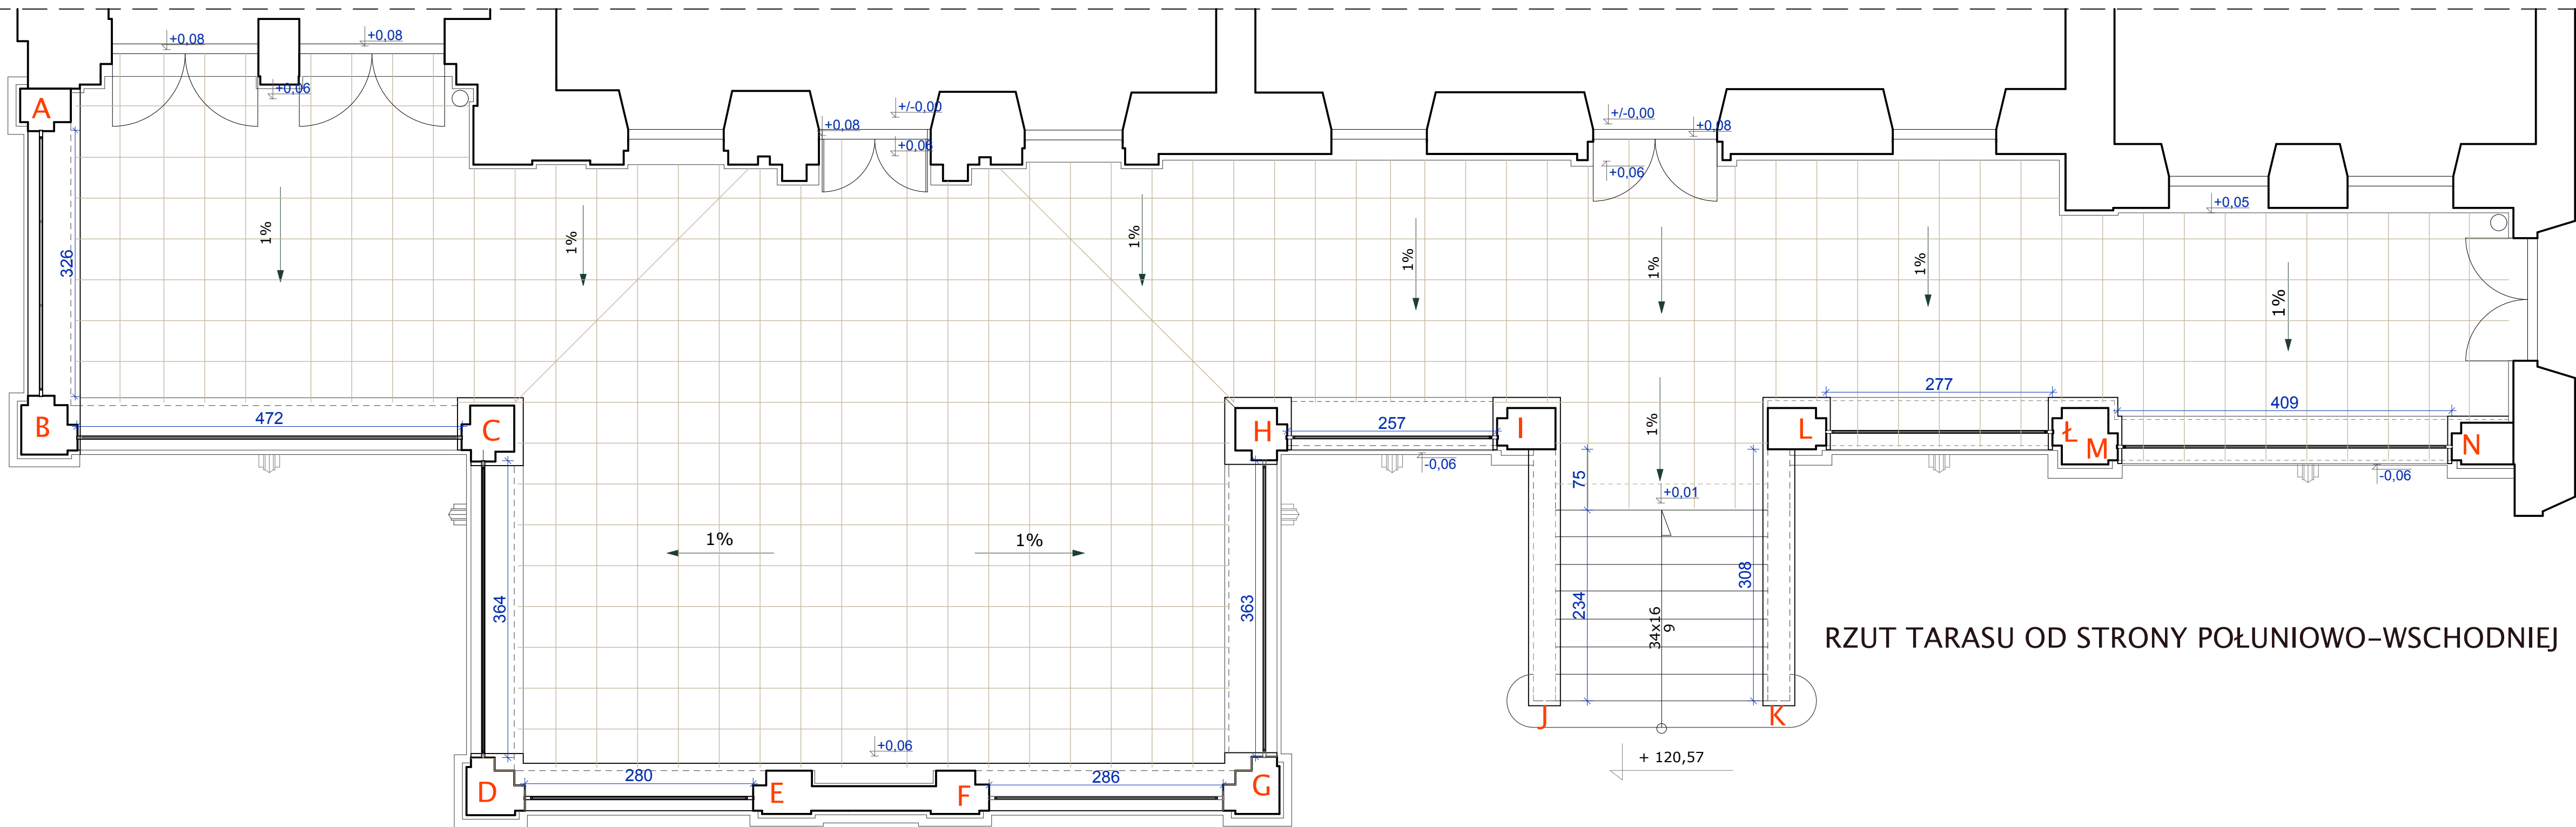 +0,08
+0,08
+0,06
A
+/-0,00
+0,08
+0,06
+/-0,00
+0,08
+0,06
+0,05
1%
1%
1%
1%
1%
1%
1%
326
472
B
C
H
257
I
-0,06
1%
L
277
Ł
M
409
N
-0,06
75
+0,01
1%
1%
364
363
234
34x16
9
308
RZUT TARASU OD STRONY POŁUNIOWO-WSCHODNIEJ
J
K
+ 120,57
+0,06
D
280
E
F
286
G